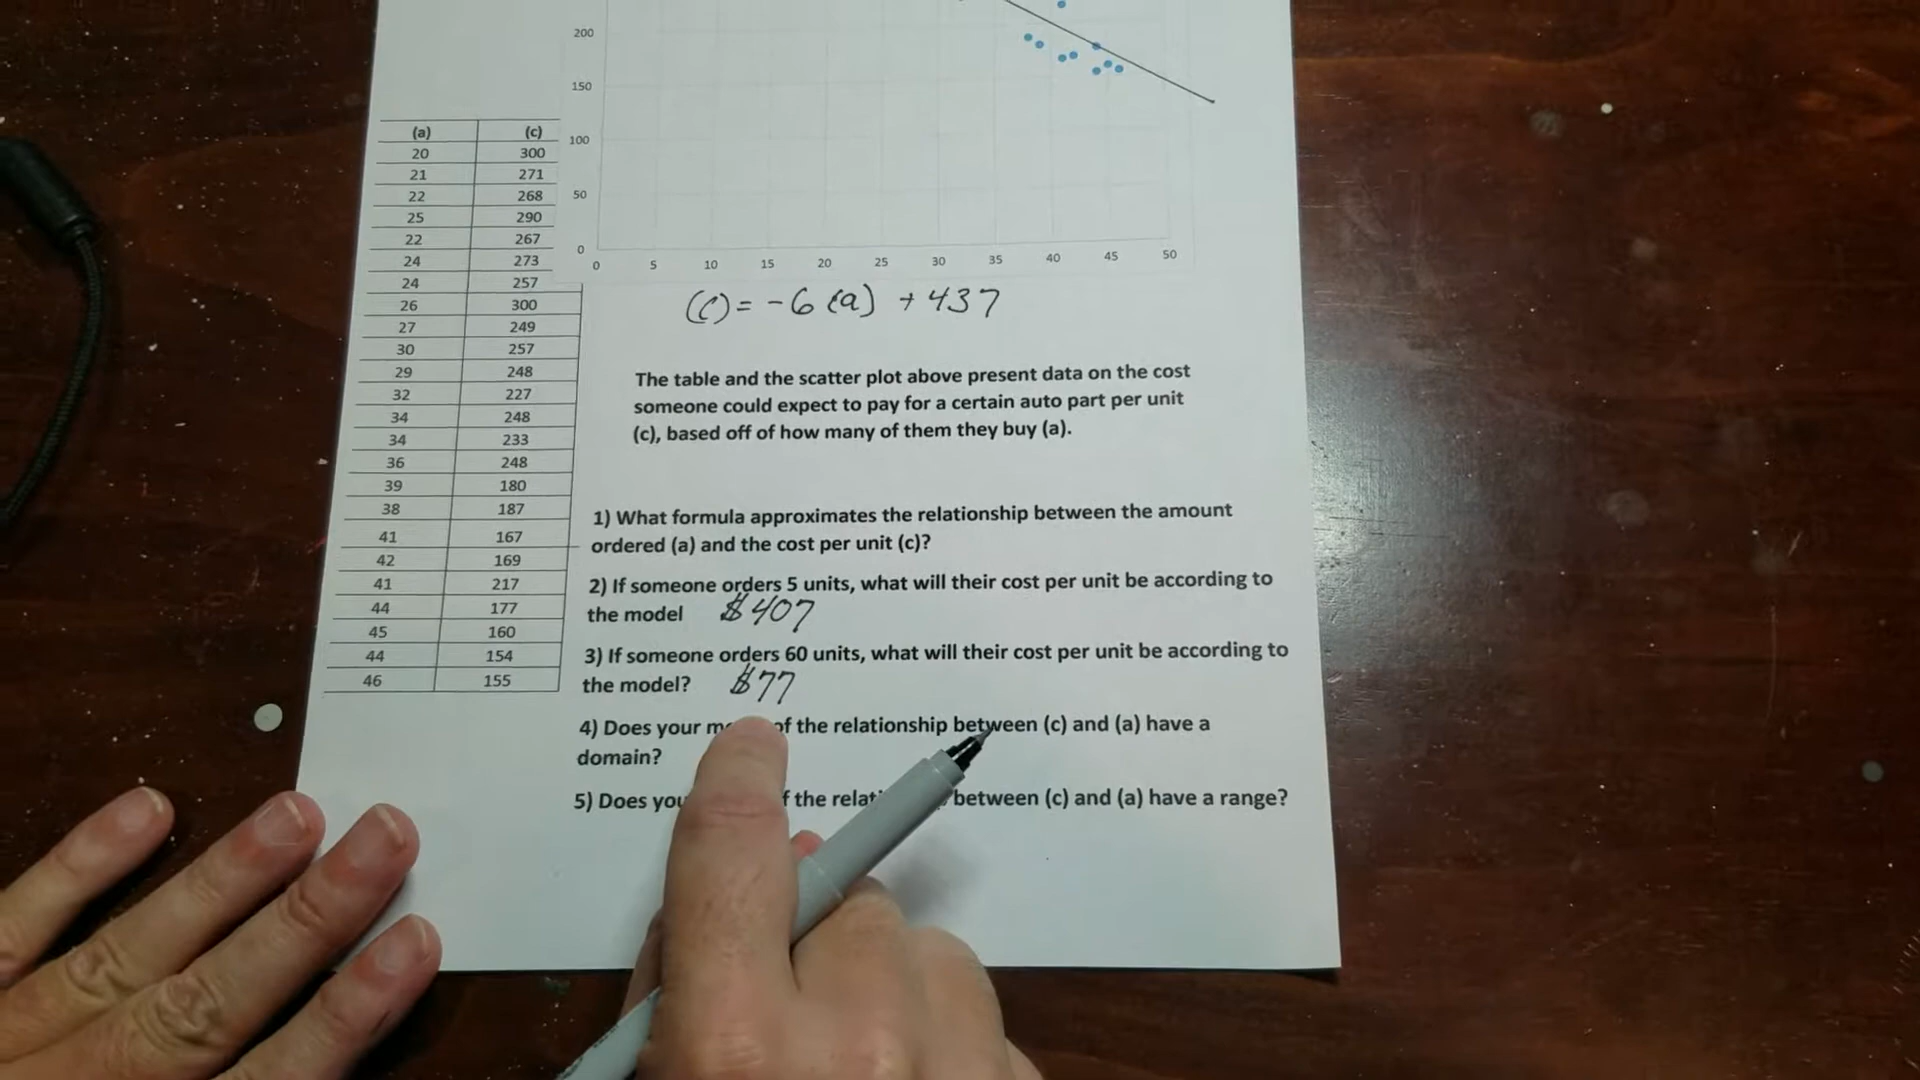 200
150
100
50
0
0 5 10 15 20 25 30 35 40 45 50
(a) (c)
20 300
21 271
22 268
25 290
22 267
24 273
24 257
26 300
27 249
30 257
29 248
32 227
34 248
34 233
36 248
39 180
38 187
41 167
42 169
41 217
44 177
45 160
44 154
46 155
(c) = -6(a) + 437
The table and the scatter plot above present data on the cost
someone could expect to pay for a certain auto part per unit
(c), based off of how many of them they buy (a).
1) What formula approximates the relationship between the amount
ordered (a) and the cost per unit (c)?
2) If someone orders 5 units, what will their cost per unit be according to
the model $407
3) If someone orders 60 units, what will their cost per unit be according to
the model? $77
4) Does your of the relationship between (c) and (a) have a
domain?
5) Does the between (c) and (a) have a range?